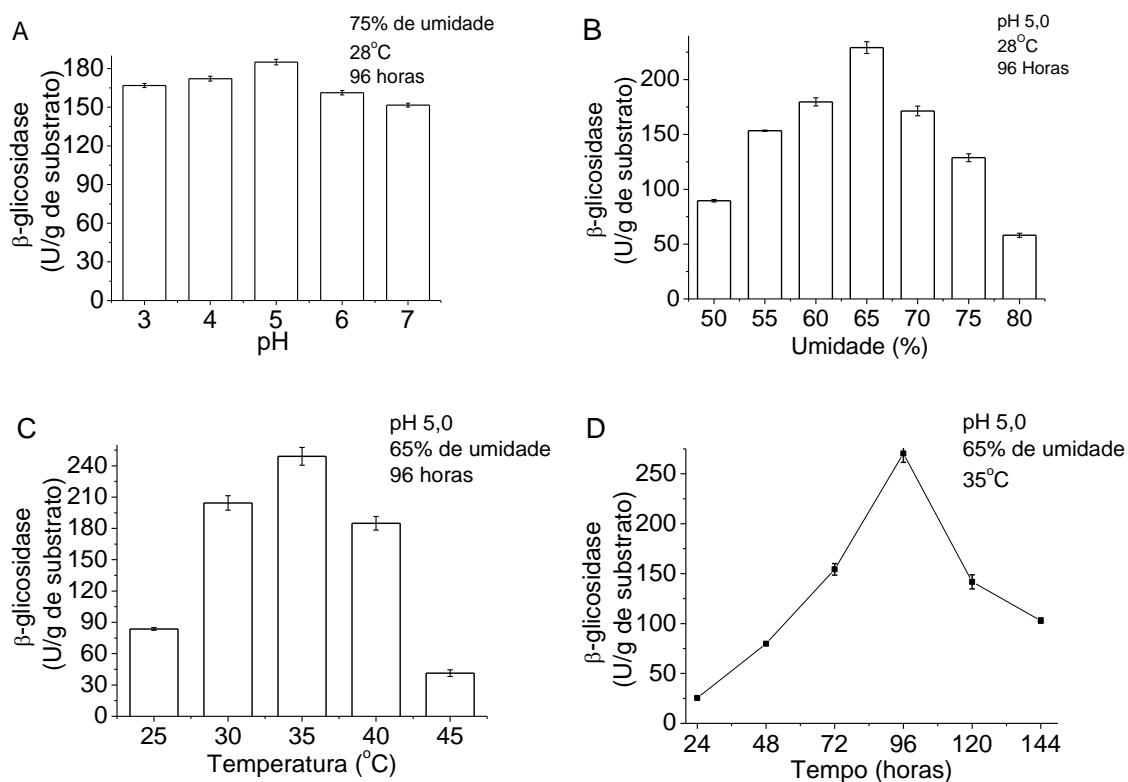 A
75% de umidade
28°C
96 horas
β-glicosidase
(U/g de substrato)
180
150
120
90
60
30
0
3 4 5 6 7
pH
B
pH 5,0
28°C
96 Horas
β-glicosidase
(U/g de substrato)
250
200
150
100
50
0
50 55 60 65 70 75 80
Umidade (%)
C
pH 5,0
65% de umidade
96 horas
β-glicosidase
(U/g de substrato)
240
210
180
150
120
90
60
30
0
25 30 35 40 45
Temperatura (°C)
D
pH 5,0
65% de umidade
35°C
β-glicosidase
(U/g de substrato)
250
200
150
100
50
0
24 48 72 96 120 144
Tempo (horas)